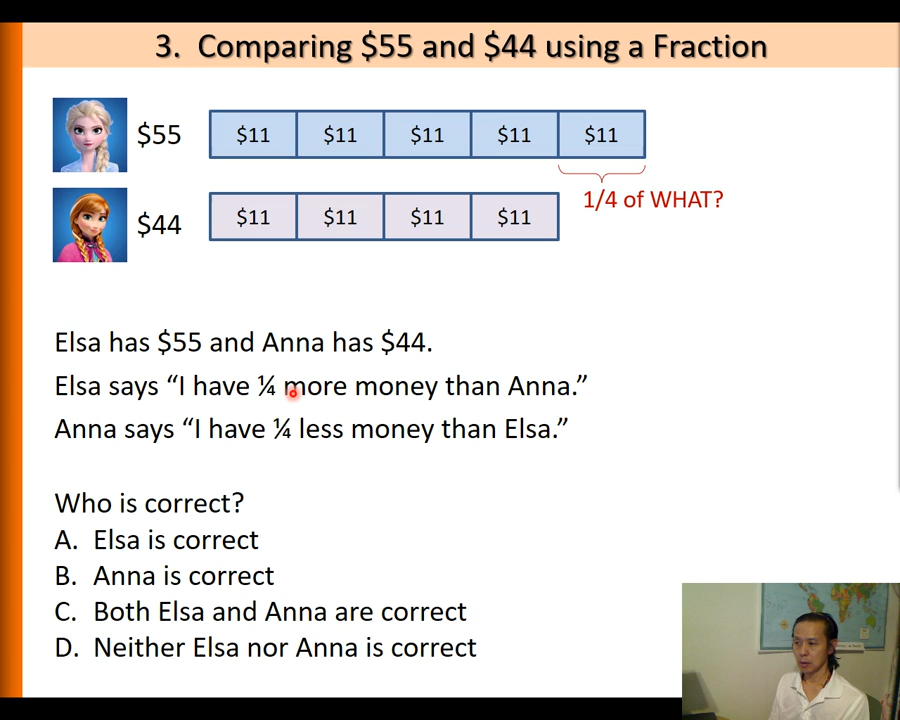 3. Comparing $55 and $44 using a Fraction
$55 $11 $11 $11 $11 $11
1/4 of WHAT?
$44 $11 $11 $11 $11
Elsa has $55 and Anna has $44.
Elsa says “I have ¼ more money than Anna.”
Anna says “I have ¼ less money than Elsa.”
Who is correct?
A. Elsa is correct
B. Anna is correct
C. Both Elsa and Anna are correct
D. Neither Elsa nor Anna is correct